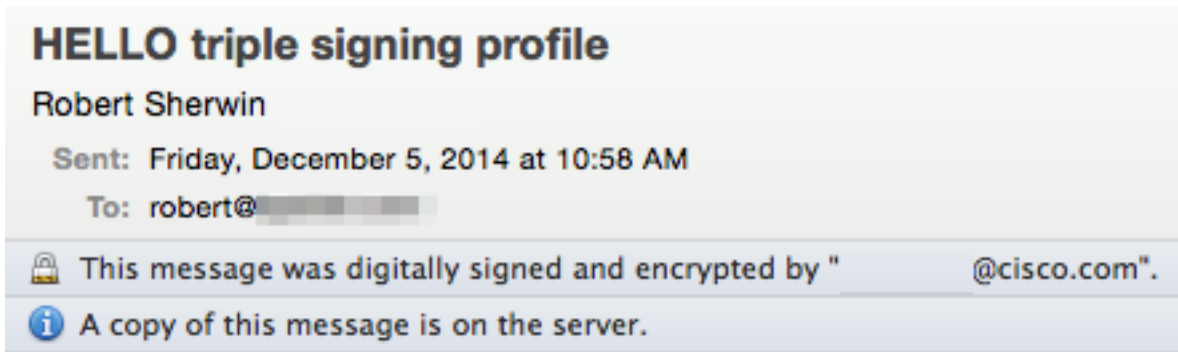 HELLO triple signing profile
Robert Sherwin
Sent: Friday, December 5, 2014 at 10:58 AM
To: robert@
This message was digitally signed and encrypted by " @cisco.com".
A copy of this message is on the server.